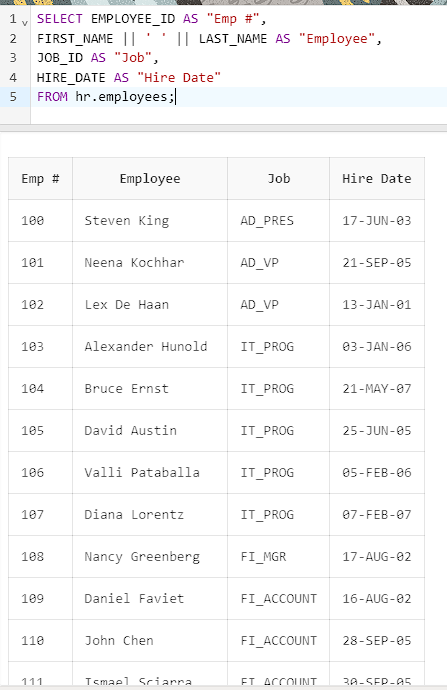 1 SELECT EMPLOYEE_ID AS "Emp #",
2 FIRST_NAME || ' ' || LAST_NAME AS "Employee",
3 JOB_ID AS "Job",
4 HIRE_DATE AS "Hire Date"
5 FROM hr.employees;
Emp # Employee Job Hire Date
100 Steven King AD_PRES 17-JUN-03
101 Neena Kochhar AD_VP 21-SEP-05
102 Lex De Haan AD_VP 13-JAN-01
103 Alexander Hunold IT_PROG 03-JAN-06
104 Bruce Ernst IT_PROG 21-MAY-07
105 David Austin IT_PROG 25-JUN-05
106 Valli Pataballa IT_PROG 05-FEB-06
107 Diana Lorentz IT_PROG 07-FEB-07
108 Nancy Greenberg FI_MGR 17-AUG-02
109 Daniel Faviet FI_ACCOUNT 16-AUG-02
110 John Chen FI_ACCOUNT 28-SEP-05
111 Ismael Sciarra FI_ACCOUNT 30-SEP-05